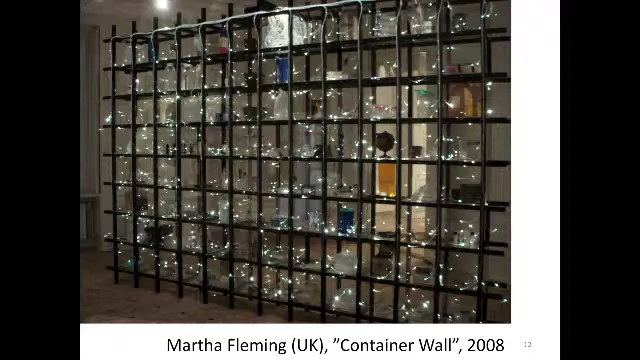 Martha Fleming (UK), ”Container Wall”, 2008
12